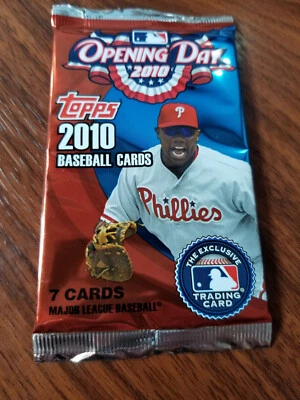 OPENING DAY
2010
Topps
2010
BASEBALL CARDS
P
Phillies
THE EXCLUSIVE
TRADING
CARD
7 CARDS
MAJOR LEAGUE BASEBALL®